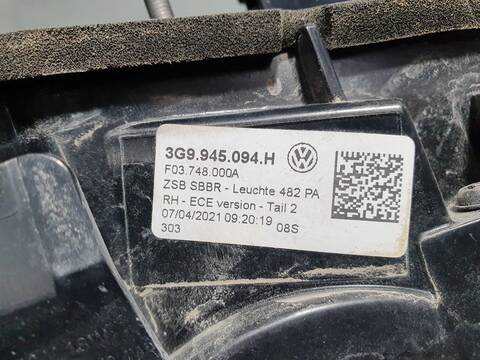 3G9.945.094.H
F03.748.000A
ZSB SBBR - Leuchte 482 PA
RH - ECE version - Tail 2
07/04/2021 09.20:19 08S
303